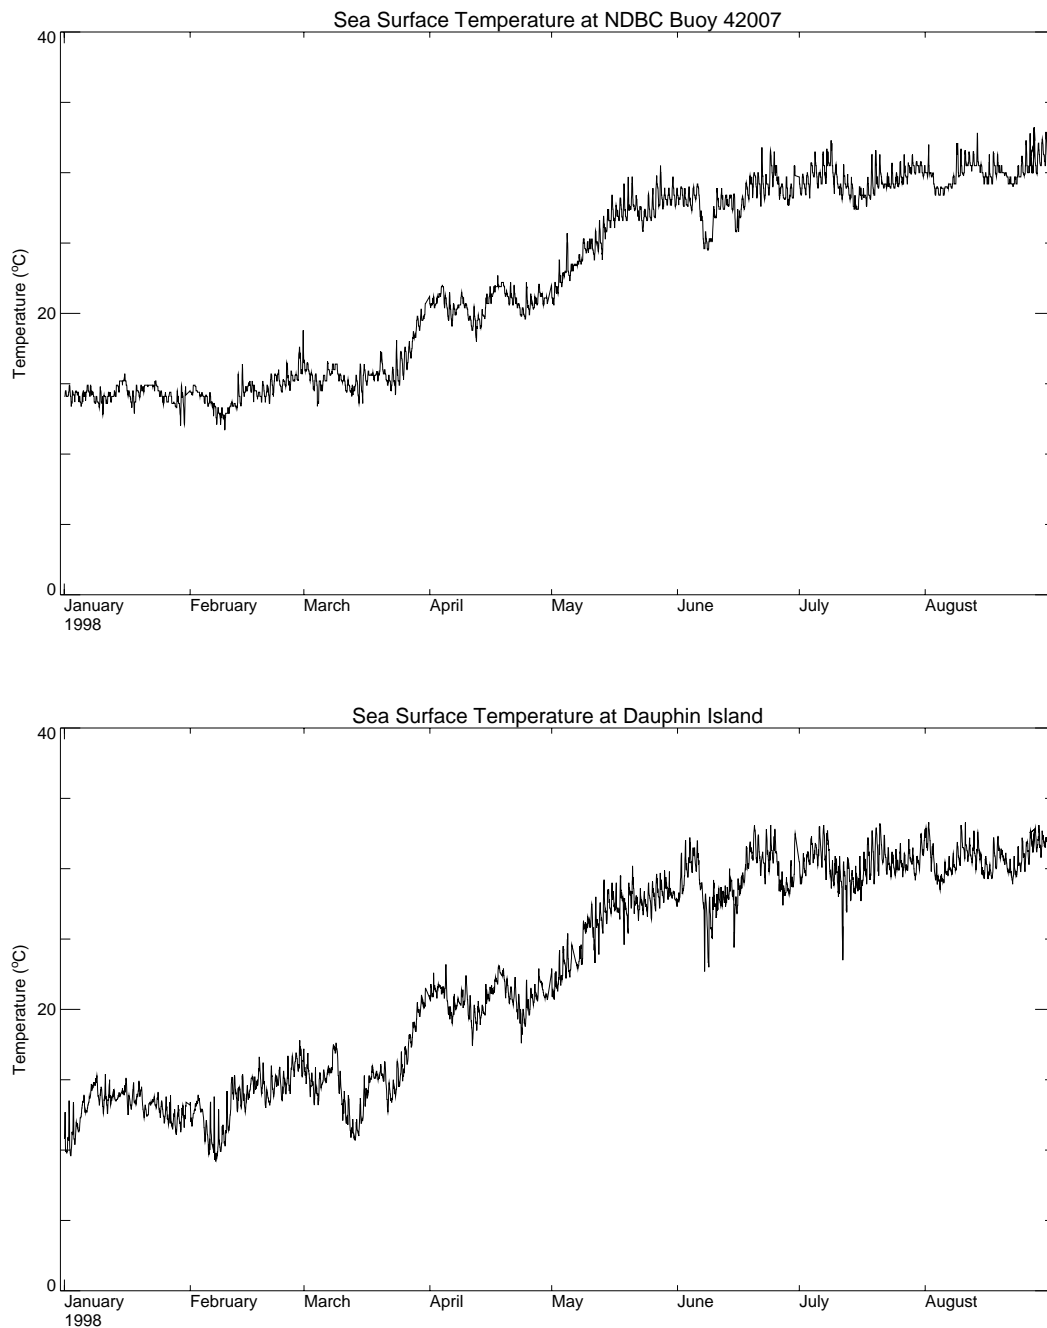 Sea Surface Temperature at NDBC Buoy 42007
40
20
0
Temperature (°C)
January February March April May June July August
1998
Sea Surface Temperature at Dauphin Island
40
20
0
Temperature (°C)
January February March April May June July August
1998